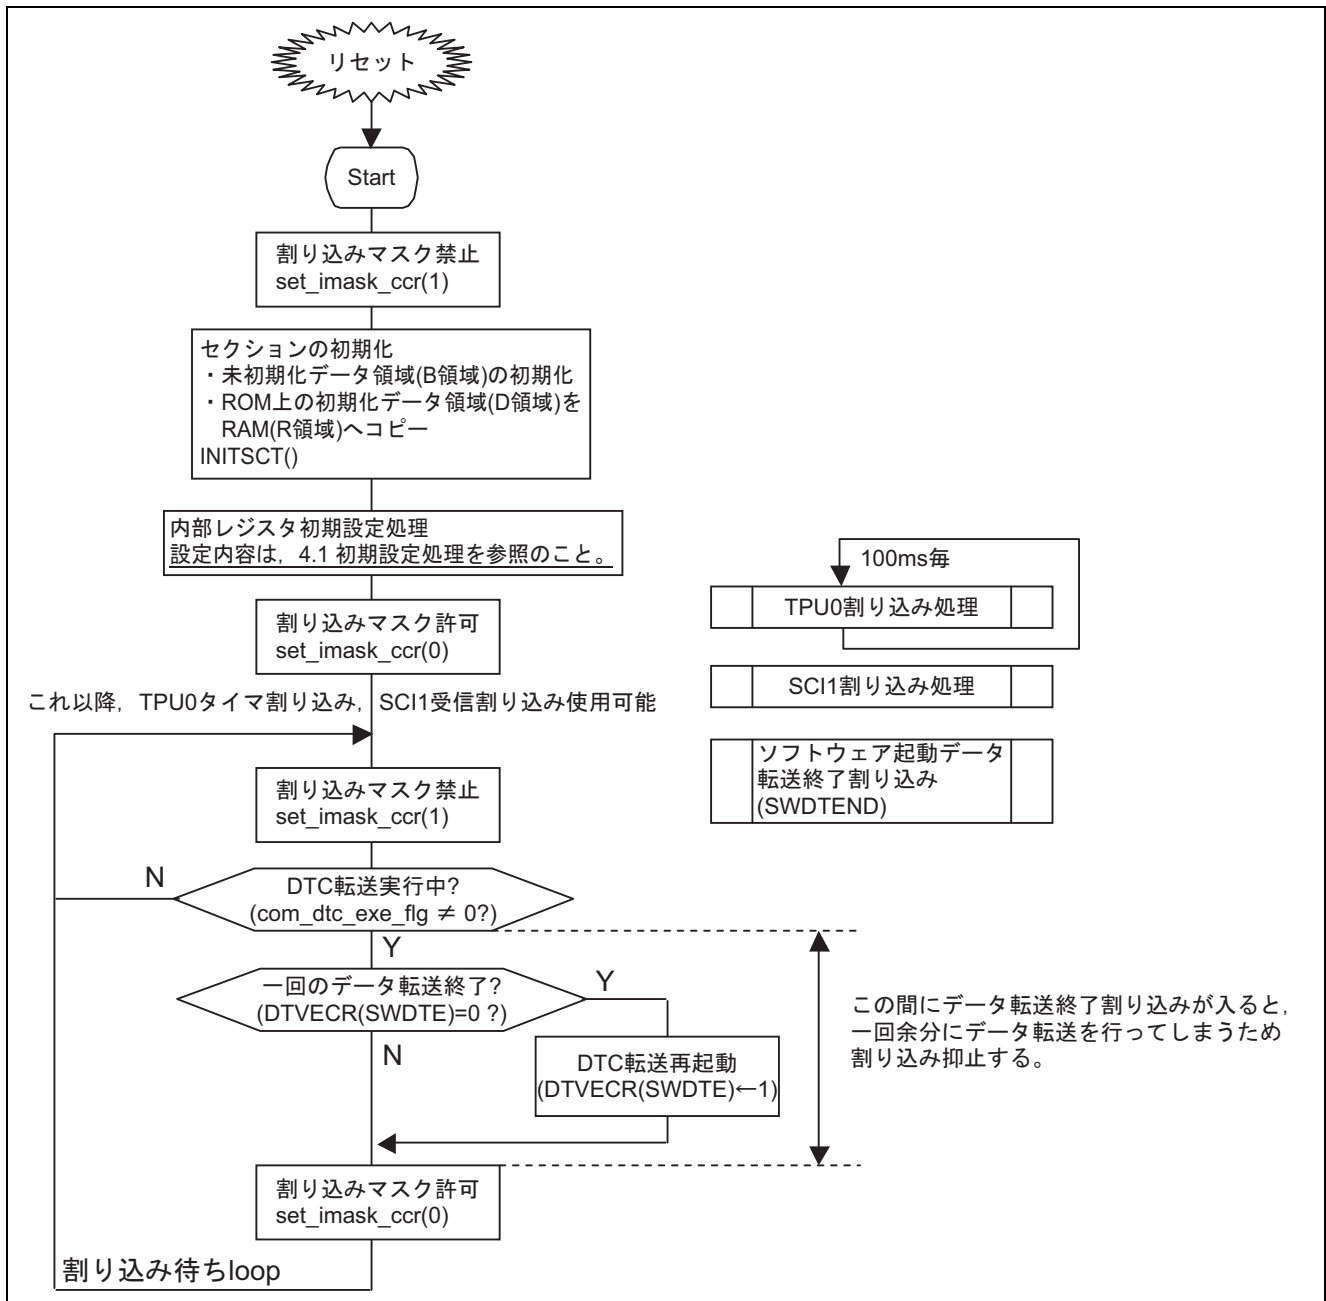 リセット
Start
割り込みマスク禁止
set_imask_ccr(1)
セクションの初期化
・未初期化データ領域(B領域)の初期化
・ROM上の初期化データ領域(D領域)を
RAM(R領域)へコピー
INITSCT()
内部レジスタ初期設定処理
設定内容は，4.1 初期設定処理を参照のこと。
割り込みマスク許可
set_imask_ccr(0)
これ以降，TPU0タイマ割り込み，SCI1受信割り込み使用可能
100ms毎
TPU0割り込み処理
SCI1割り込み処理
ソフトウェア起動データ
転送終了割り込み
(SWDTEND)
割り込みマスク禁止
set_imask_ccr(1)
N
DTC転送実行中?
(com_dtc_exe_flg ≠ 0?)
Y
一回のデータ転送終了?
(DTVECR(SWDTE)=0 ?)
Y
N
DTC転送再起動
(DTVECR(SWDTE)←1)
この間にデータ転送終了割り込みが入ると，
一回余分にデータ転送を行ってしまうため
割り込み抑止する。
割り込みマスク許可
set_imask_ccr(0)
割り込み待ちloop